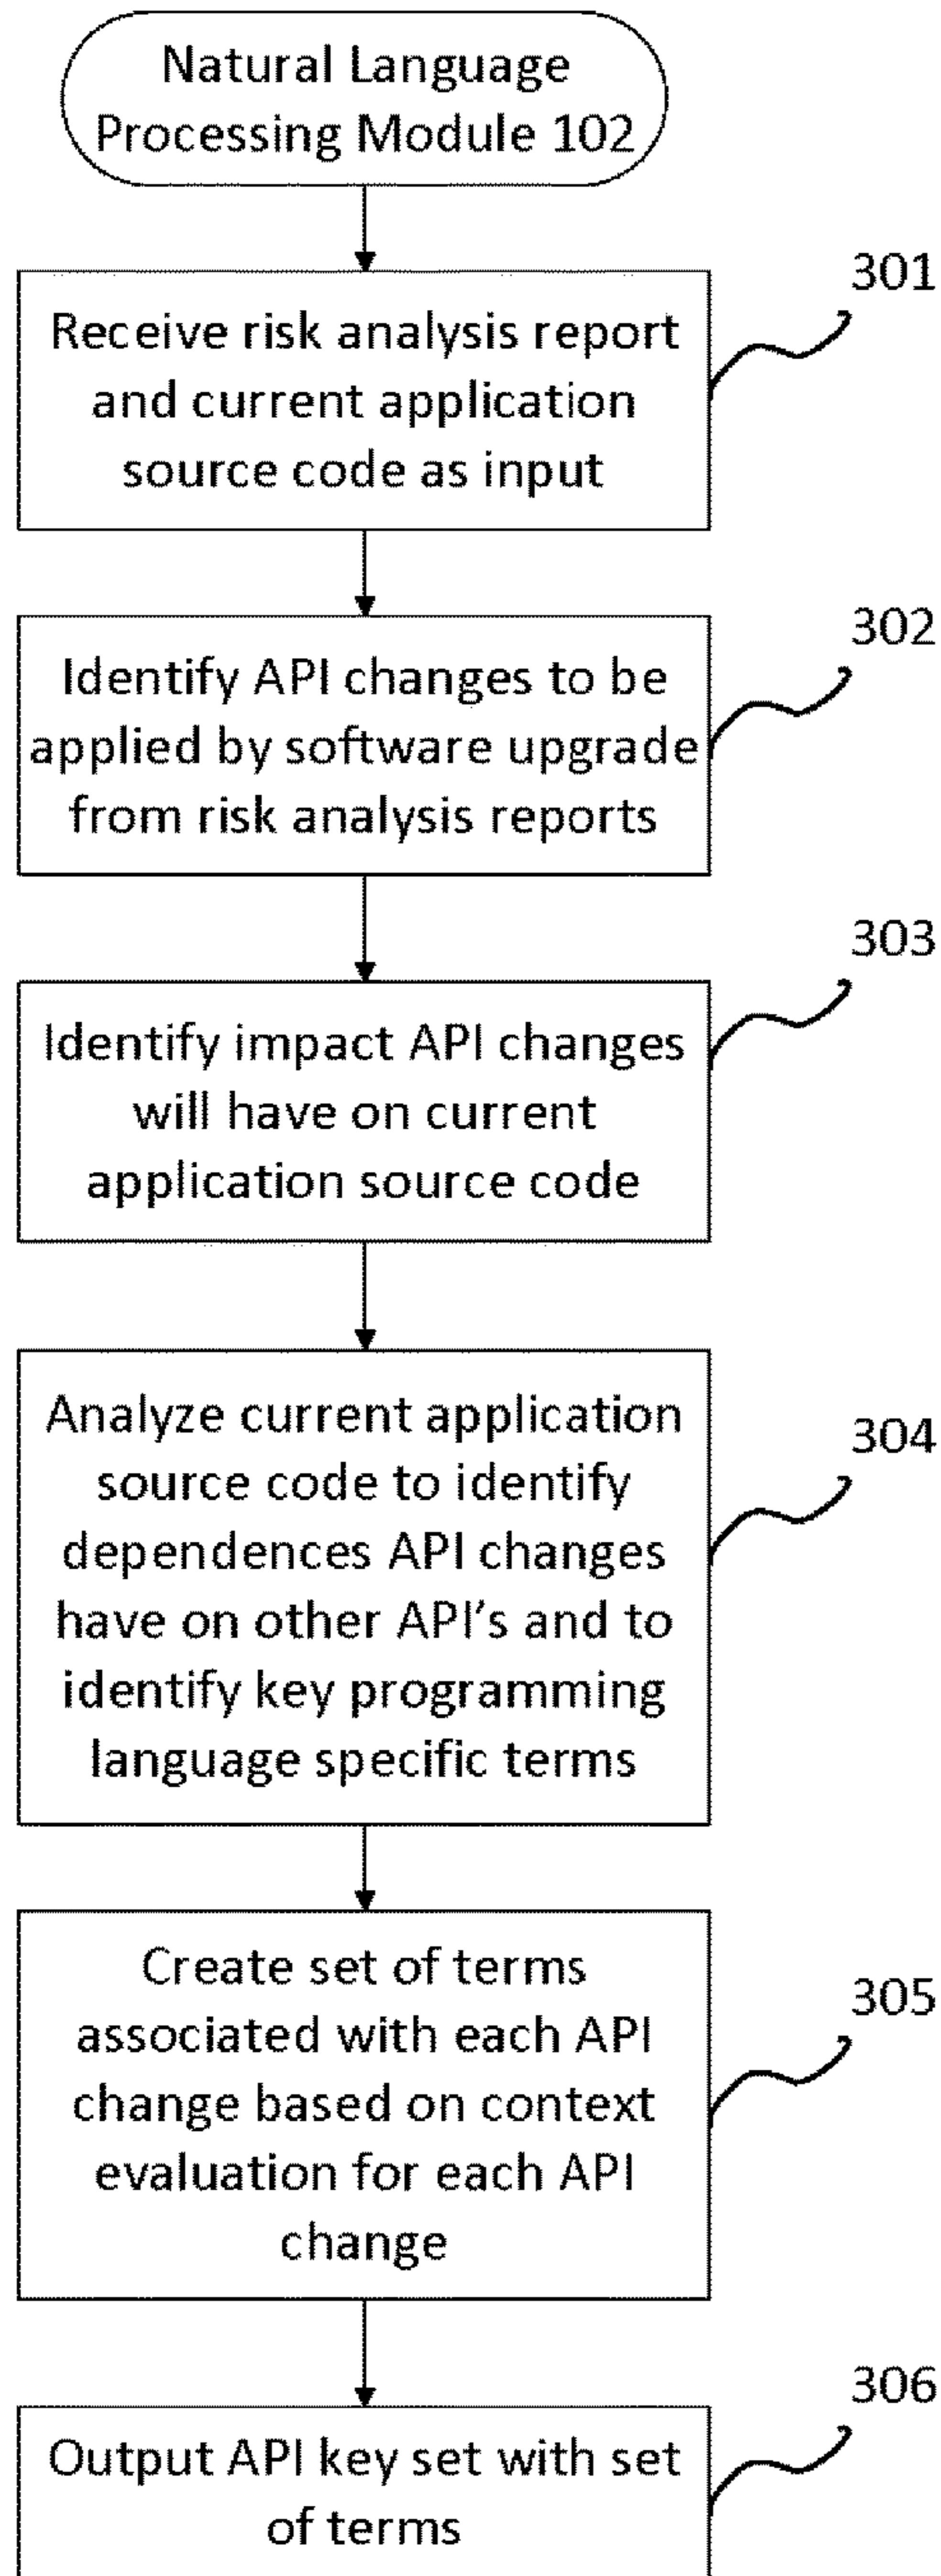 Natural Language
Processing Module 102
301
Receive risk analysis report
and current application
source code as input
302
Identify API changes to be
applied by software upgrade
from risk analysis reports
303
Identify impact API changes
will have on current
application source code
304
Analyze current application
source code to identify
dependences API changes
have on other API's and to
identify key programming
language specific terms
305
Create set of terms
associated with each API
change based on context
evaluation for each API
change
306
Output API key set with set
of terms